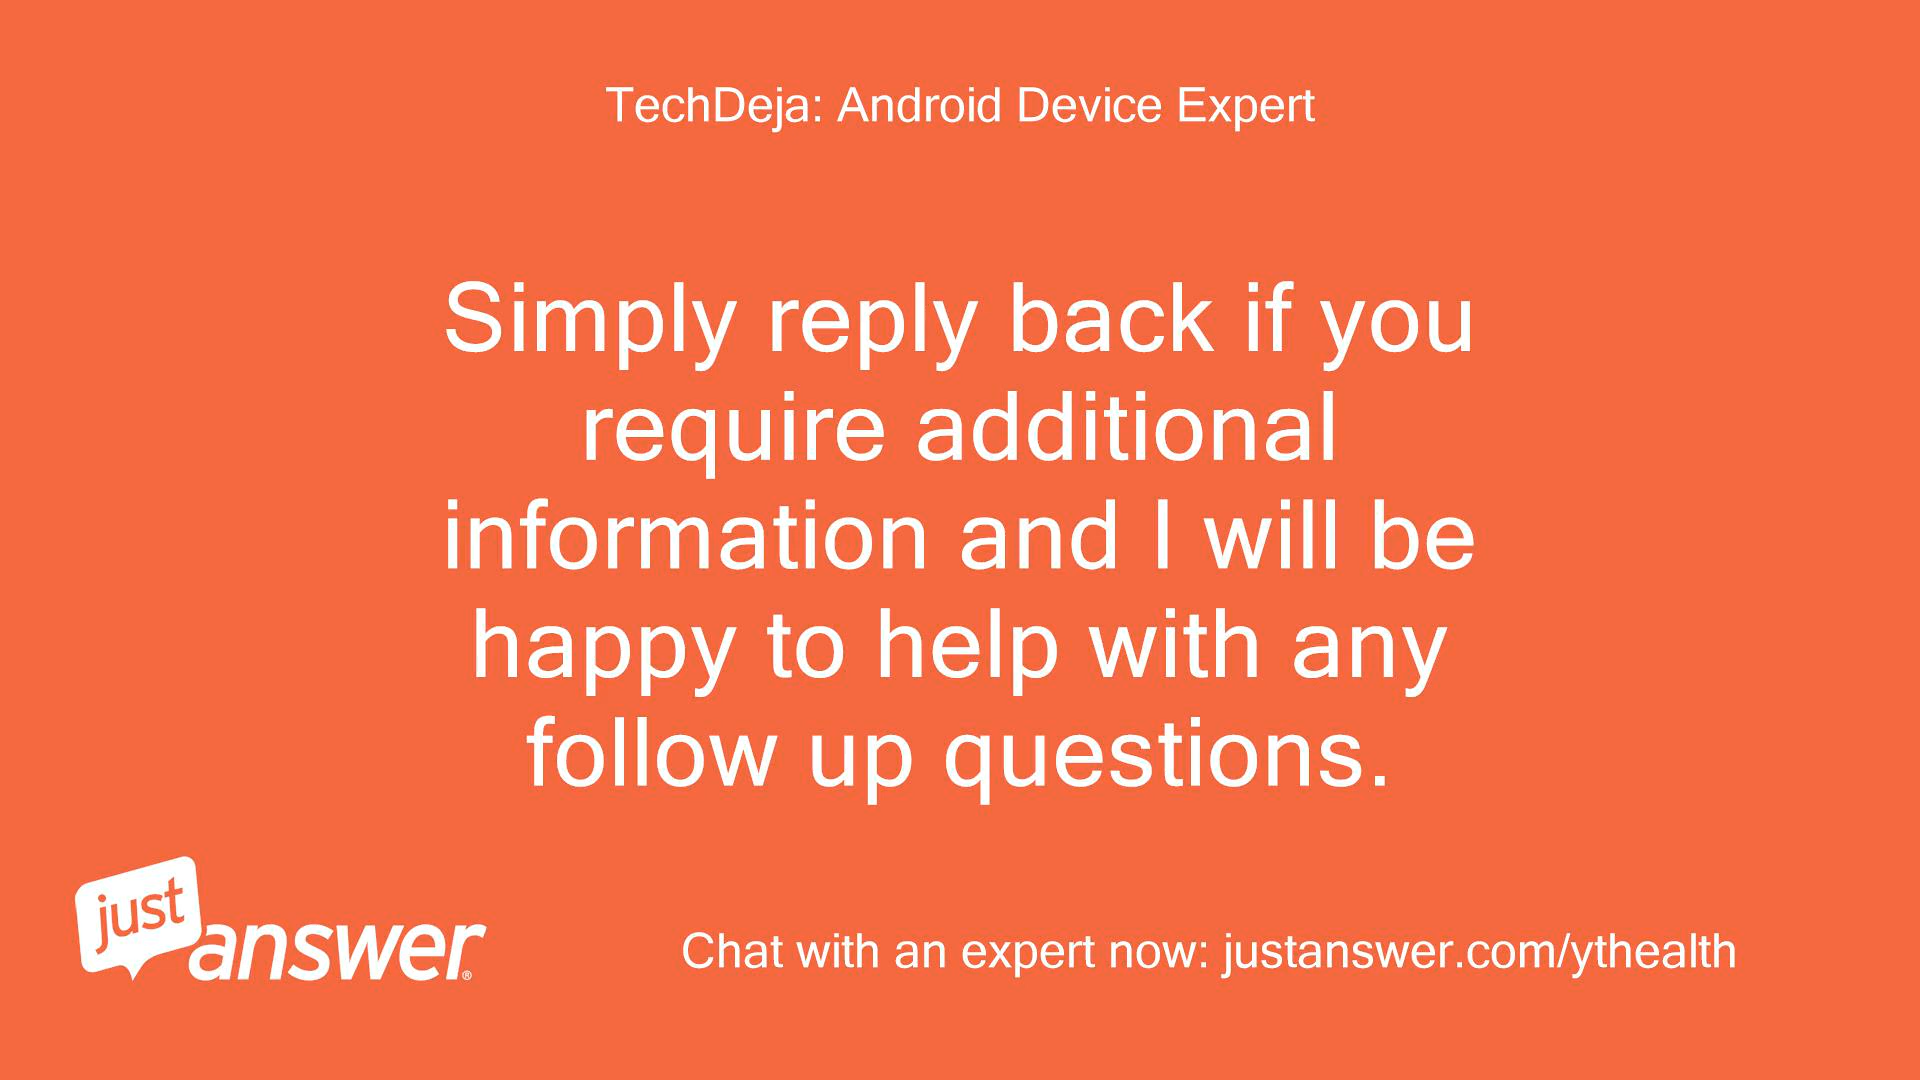 TechDeja: Android Device Expert
Simply reply back if you
require additional
information and I will be
happy to help with any
follow up questions.
just
answer®
Chat with an expert now: justanswer.com/ythealth